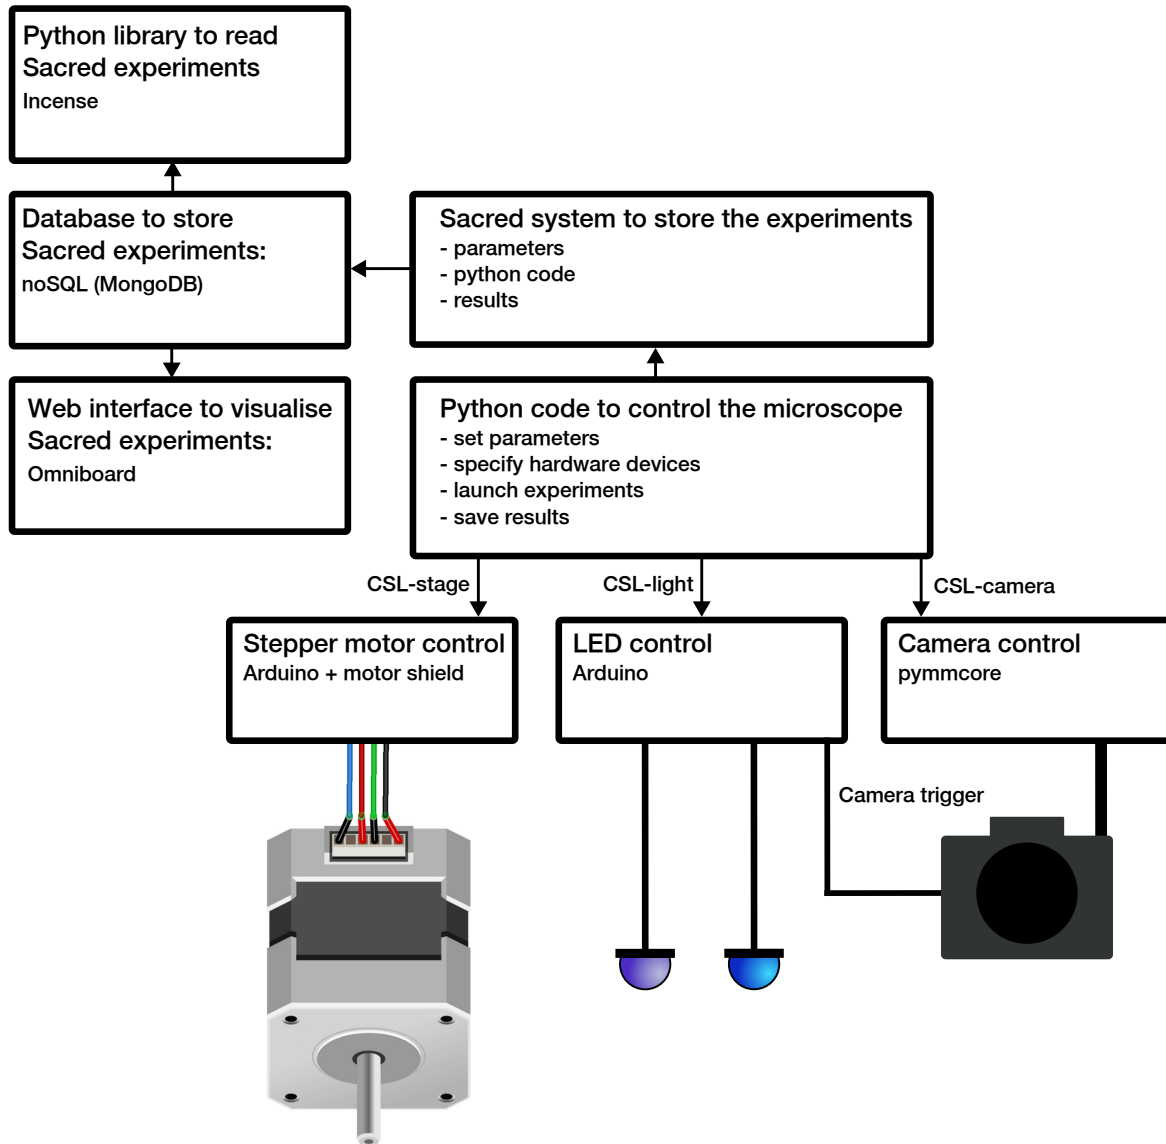 Python library to read
Sacred experiments
Incense
Database to store
Sacred experiments:
noSQL (MongoDB)
Sacred system to store the experiments
- parameters
- python code
- results
Web interface to visualise
Sacred experiments:
Omniboard
Python code to control the microscope
- set parameters
- specify hardware devices
- launch experiments
- save results
CSL-stage
CSL-light
CSL-camera
Stepper motor control
Arduino + motor shield
LED control
Arduino
Camera control
pymmcore
Camera trigger